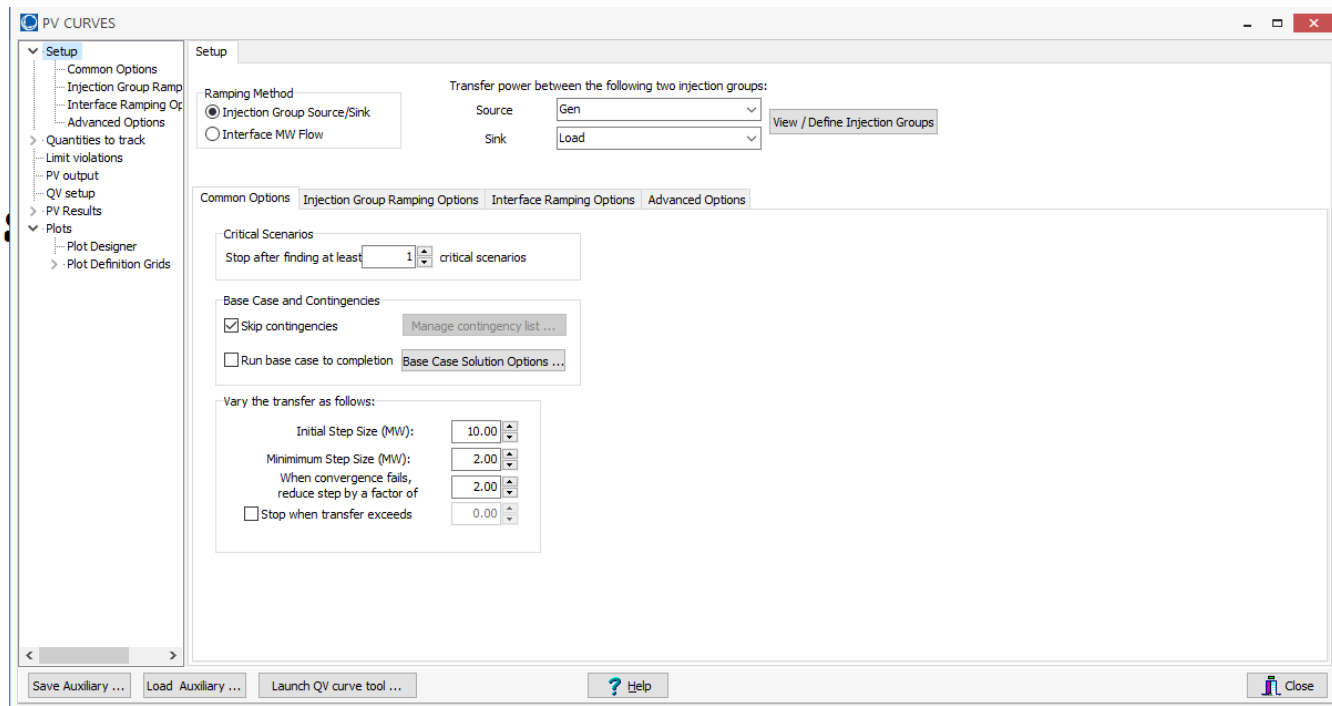 PV CURVES
Setup
Common Options
Injection Group Ramp
Interface Ramping Op
Advanced Options
Quantities to track
Limit violations
PV output
QV setup
PV Results
Plots
Plot Designer
Plot Definition Grids
Setup
Ramping Method
Injection Group Source/Sink
Interface MW Flow
Transfer power between the following two injection groups:
Source Gen
Sink Load
View / Define Injection Groups
Common Options Injection Group Ramping Options Interface Ramping Options Advanced Options
Critical Scenarios
Stop after finding at least 1 critical scenarios
Base Case and Contingencies
Skip contingencies Manage contingency list ...
Run base case to completion Base Case Solution Options ...
Vary the transfer as follows:
Initial Step Size (MW): 10.00
Minimimum Step Size (MW): 2.00
When convergence fails,
reduce step by a factor of 2.00
Stop when transfer exceeds 0.00
Save Auxiliary ... Load Auxiliary ... Launch QV curve tool ... Help Close